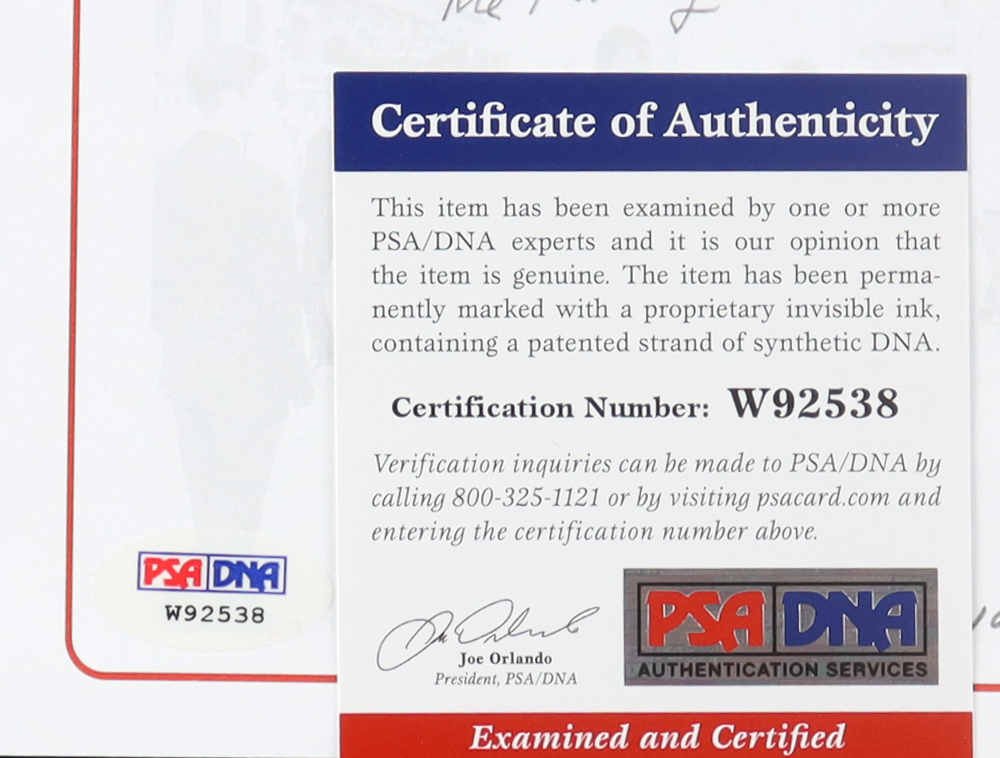 Certificate of Authenticity
This item has been examined by one or more
PSA/DNA experts and it is our opinion that
the item is genuine. The item has been perma-
nently marked with a proprietary invisible ink,
containing a patented strand of synthetic DNA.
Certification Number: W92538
Verification inquiries can be made to PSA/DNA by
calling 800-325-1121 or by visiting psacard.com and
entering the certification number above.
PSA DNA
W92538
Joe Orlando
President, PSA/DNA
PSA DNA
AUTHENTICATION SERVICES
Examined and Certified